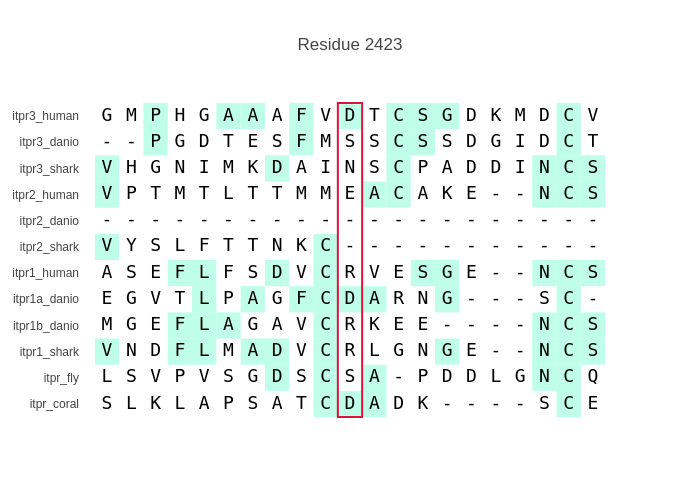 Residue 2423
itpr3_human G M P H G A A A F V D T C S G D K M D C V
itpr3_danio - - P G D T E S F M S S C S S D G I D C T
itpr3_shark V H G N I M K D A I N S C P A D D I N C S
itpr2_human V P T M T L T T M M E A C A K E - - N C S
itpr2_danio - - - - - - - - - - - - - - - - - - - - -
itpr2_shark V Y S L F T T N K C - - - - - - - - - - -
itpr1_human A S E F L F S D V C R V E S G E - - N C S
itpr1a_danio E G V T L P A G F C D A R N G - - - S C -
itpr1b_danio M G E F L A G A V C R K E E - - - - N C S
itpr1_shark V N D F L M A D V C R L G N G E - - N C S
itpr_fly L S V P V S G D S C S A - P D D L G N C Q
itpr_coral S L K L A P S A T C D A D K - - - - S C E